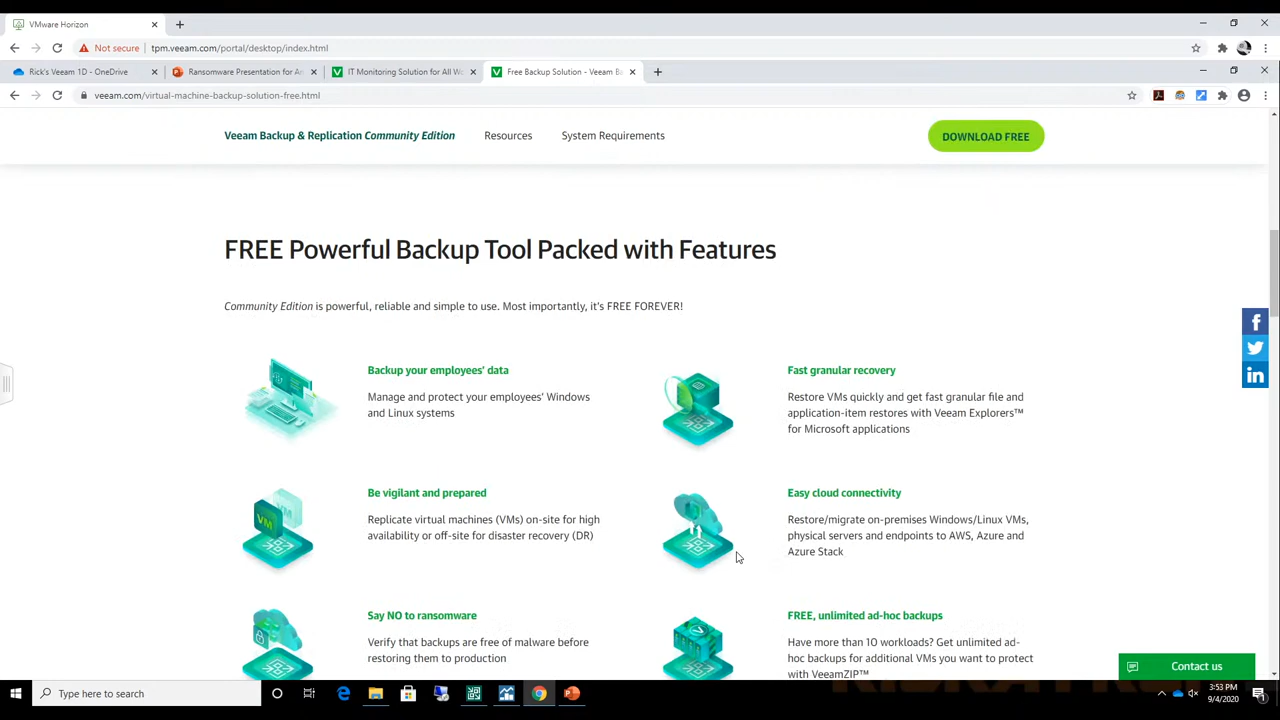 VMware Horizon
Not secure
tpm.veeam.com/portal/desktop/index.html
Rick's Veeam 1D - OneDrive
Ransomware Presentation for Ac
IT Monitoring Solution for All Wo
Free Backup Solution - Veeam Ba
veeam.com/virtual-machine-backup-solution-free.html
Veeam Backup & Replication Community Edition
Resources
System Requirements
DOWNLOAD FREE
FREE Powerful Backup Tool Packed with Features
Community Edition is powerful, reliable and simple to use. Most importantly, it's FREE FOREVER!
Backup your employees' data
Manage and protect your employees' Windows
and Linux systems
Fast granular recovery
Restore VMs quickly and get fast granular file and
application-item restores with Veeam Explorers™
for Microsoft applications
VM
Be vigilant and prepared
Replicate virtual machines (VMs) on-site for high
availability or off-site for disaster recovery (DR)
Easy cloud connectivity
Restore/migrate on-premises Windows/Linux VMs,
physical servers and endpoints to AWS, Azure and
Azure Stack
Say NO to ransomware
Verify that backups are free of malware before
restoring them to production
FREE, unlimited ad-hoc backups
Have more than 10 workloads? Get unlimited ad-
hoc backups for additional VMs you want to protect
with VeeamZIP™
Contact us
Type here to search
3:53 PM
9/4/2020